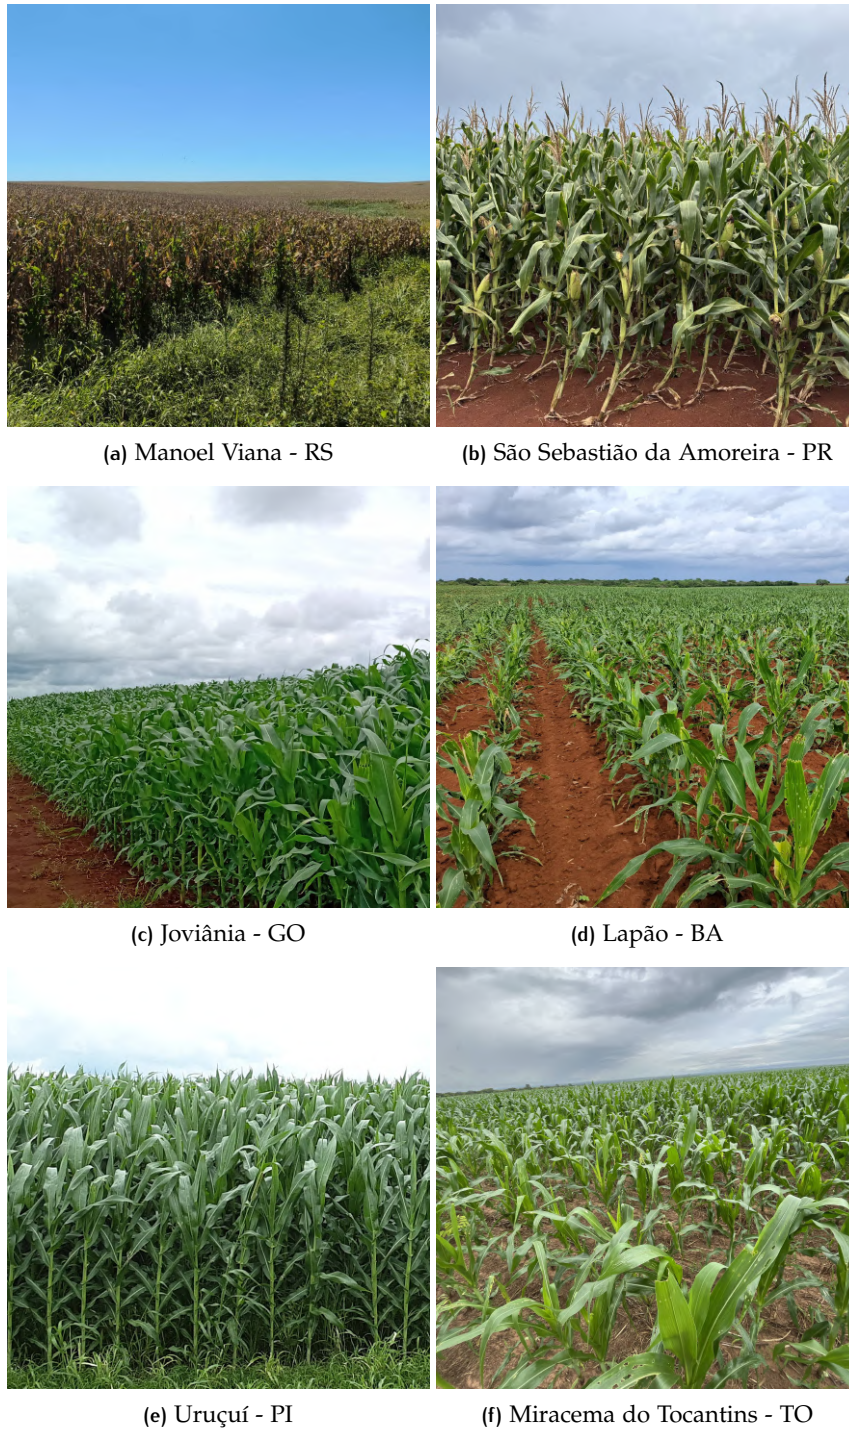 (a) Manoel Viana - RS
(b) São Sebastião da Amoreira - PR
(c) Joviânia - GO
(d) Lapão - BA
(e) Uruçuí - PI
(f) Miracema do Tocantins - TO